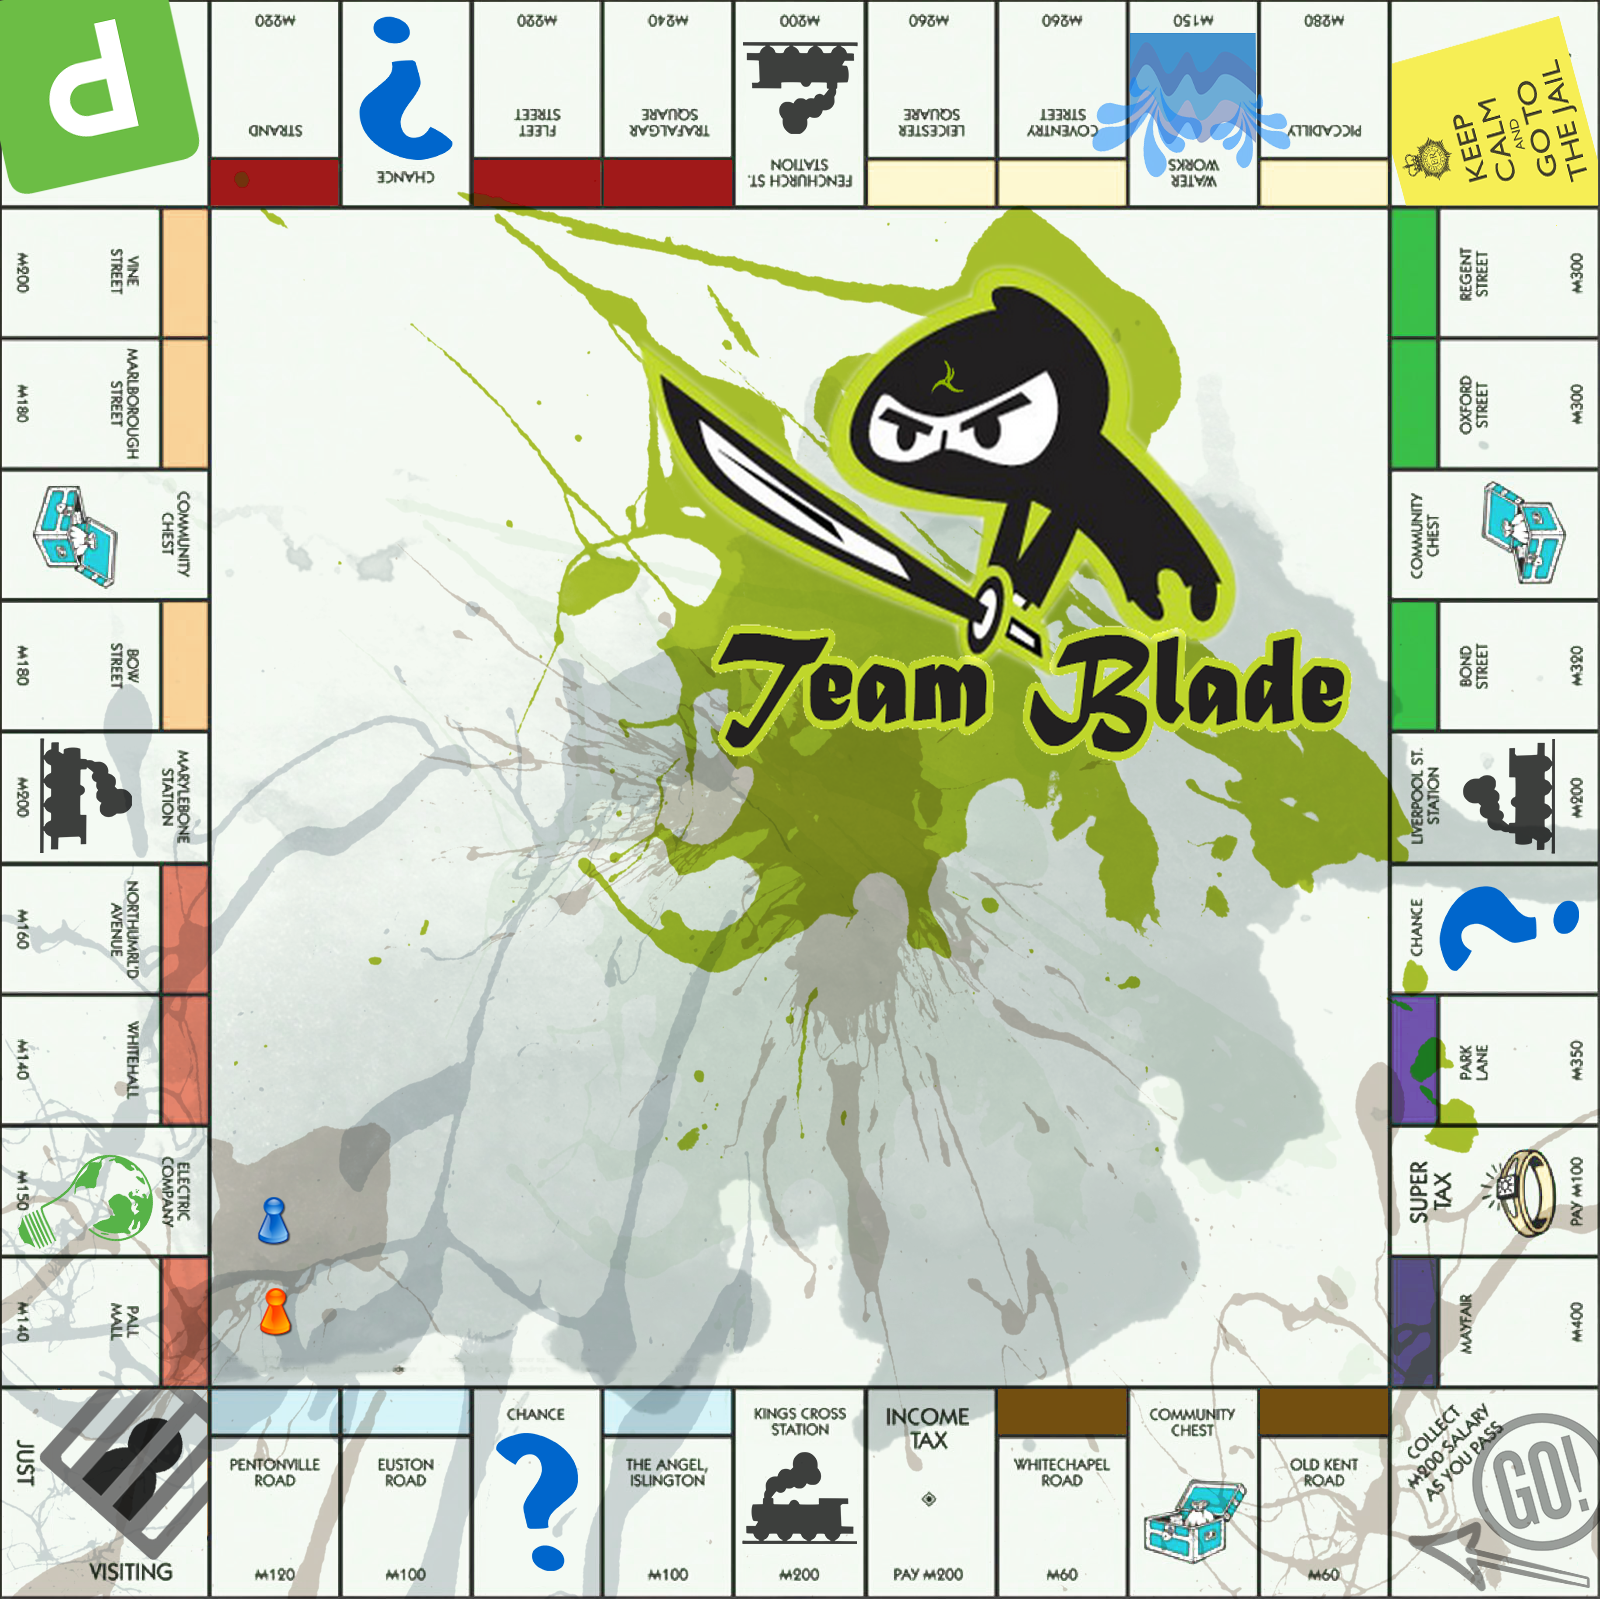 M220
STRAND
CHANCE
M220
FLEET
STREET
M240
TRAFALGAR
SQUARE
M200
FENCHURCH ST.
STATION
M260
LEICESTER
SQUARE
M260
COVENTRY
STREET
M150
WATER
WORKS
M280
PICCADILLY
KEEP
CALM
AND
GO TO
THE JAIL
P
VINE
STREET
M200
MARLBOROUGH
STREET
M180
COMMUNITY
CHEST
BOW
STREET
M180
MARYLEBONE
STATION
M200
NORTHUMRL'D
AVENUE
M160
WHITEHALL
M140
ELECTRIC
COMPANY
M150
PALL
MALL
M140
Team Blade
REGENT
STREET
M300
OXFORD
STREET
M300
COMMUNITY
CHEST
BOND
STREET
M320
LIVERPOOL ST.
STATION
M200
CHANCE
PARK
LANE
M350
SUPER
TAX
PAY M100
MAYFAIR
M400
JUST
VISITING
PENTONVILLE
ROAD
M120
EUSTON
ROAD
M100
CHANCE
?
THE ANGEL,
ISLINGTON
M100
KINGS CROSS
STATION
M200
INCOME
TAX
PAY M200
WHITECHAPEL
ROAD
M60
COMMUNITY
CHEST
OLD KENT
ROAD
M60
COLLECT
M200 SALARY
AS YOU PASS
GO!